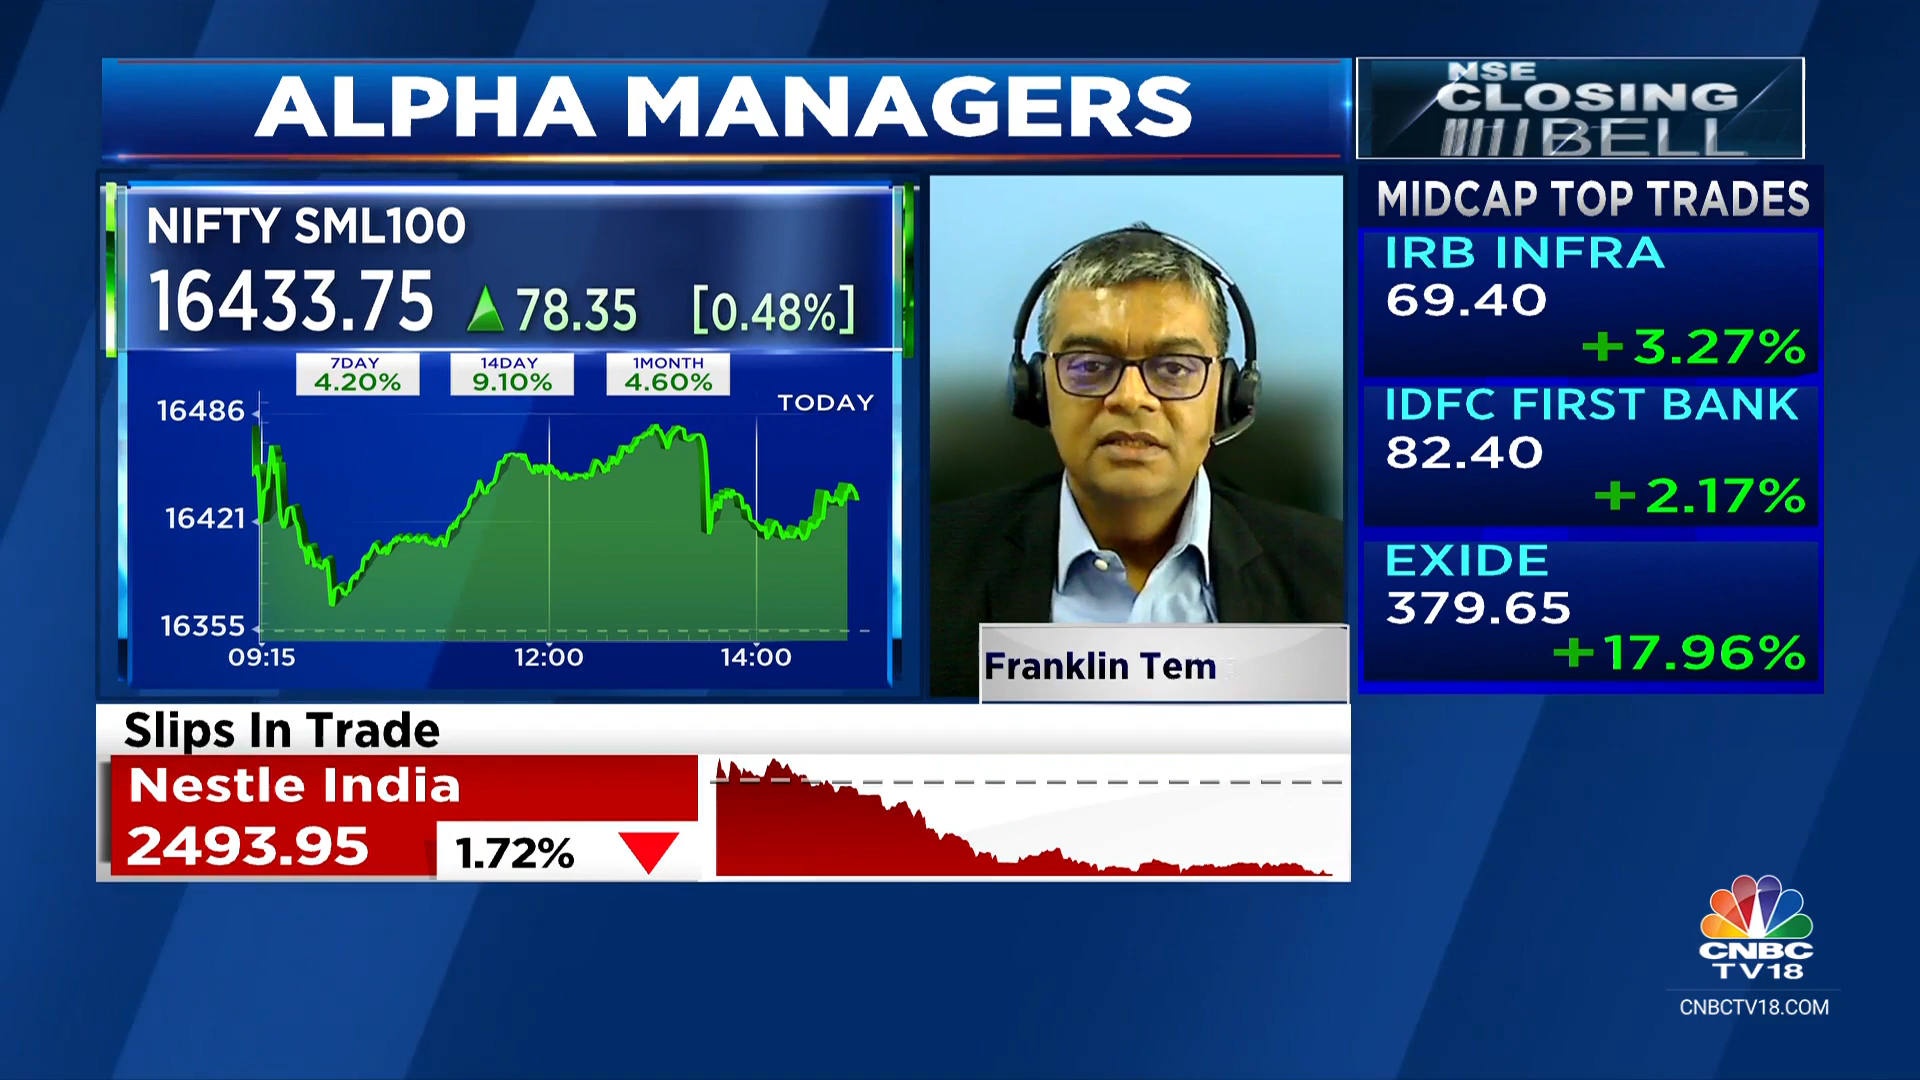 ALPHA MANAGERS
NSE
CLOSING
BELL
NIFTY SML100
16433.75 ▲ 78.35 [0.48%]
7DAY
4.20%
14DAY
9.10%
1MONTH
4.60%
TODAY
16486
16421
16355
09:15 12:00 14:00
Franklin Tem
MIDCAP TOP TRADES
IRB INFRA
69.40
+3.27%
IDFC FIRST BANK
82.40
+2.17%
EXIDE
379.65
+17.96%
Slips In Trade
Nestle India
2493.95
1.72% ▼
CNBC
TV18
CNBCTV18.COM